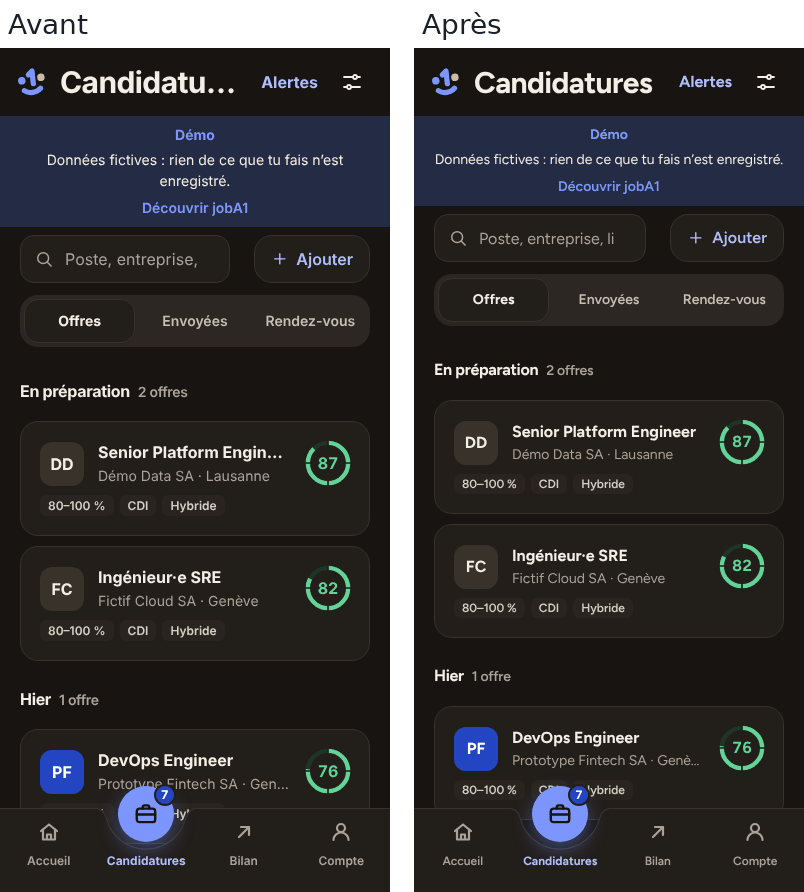 Avant
Candidatu… Alertes
Démo
Données fictives : rien de ce que tu fais n’est
enregistré.
Découvrir jobA1
Poste, entreprise,
Ajouter
Offres Envoyées Rendez-vous
En préparation 2 offres
DD
Senior Platform Engin…
Démo Data SA · Lausanne
87
80–100 % CDI Hybride
FC
Ingénieur·e SRE
Fictif Cloud SA · Genève
82
80–100 % CDI Hybride
Hier 1 offre
PF
DevOps Engineer
Prototype Fintech SA · Gen…
76
7
Accueil Candidatures Bilan Compte
Après
Candidatures Alertes
Démo
Données fictives : rien de ce que tu fais n’est enregistré.
Découvrir jobA1
Poste, entreprise, li
Ajouter
Offres Envoyées Rendez-vous
En préparation 2 offres
DD
Senior Platform Engineer
Démo Data SA · Lausanne
87
80–100 % CDI Hybride
FC
Ingénieur·e SRE
Fictif Cloud SA · Genève
82
80–100 % CDI Hybride
Hier 1 offre
PF
DevOps Engineer
Prototype Fintech SA · Genè…
76
80–100 % Hybride
7
Accueil Candidatures Bilan Compte